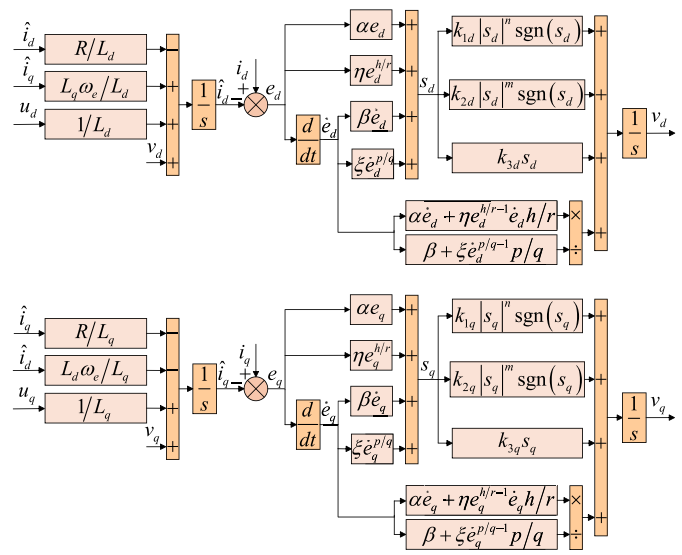 î_d R/L_d −
î_q L_qω_e/L_d +
u_d 1/L_d +
v_d +
1/s î_d − i_d + × e_d
d/dt ė_d
αe_d +
ηe_d^{h/r} +
βė_d +
ξė_d^{p/q} +
s_d
k_{1d}|s_d|^n sgn(s_d) +
k_{2d}|s_d|^m sgn(s_d) +
k_{3d}s_d +
αė_d + ηe_d^{h/r−1}ė_d h/r ×
β + ξė_d^{p/q−1} p/q ÷ +
1/s v_d
î_q R/L_q −
î_d L_dω_e/L_q −
u_q 1/L_q +
v_q +
1/s î_q − i_q + × e_q
d/dt ė_q
αe_q +
ηe_q^{h/r} +
βė_q +
ξė_q^{p/q} +
s_q
k_{1q}|s_q|^n sgn(s_q) +
k_{2q}|s_q|^m sgn(s_q) +
k_{3q}s_q +
αė_q + ηe_q^{h/r−1}ė_q h/r ×
β + ξė_q^{p/q−1} p/q ÷ +
1/s v_q